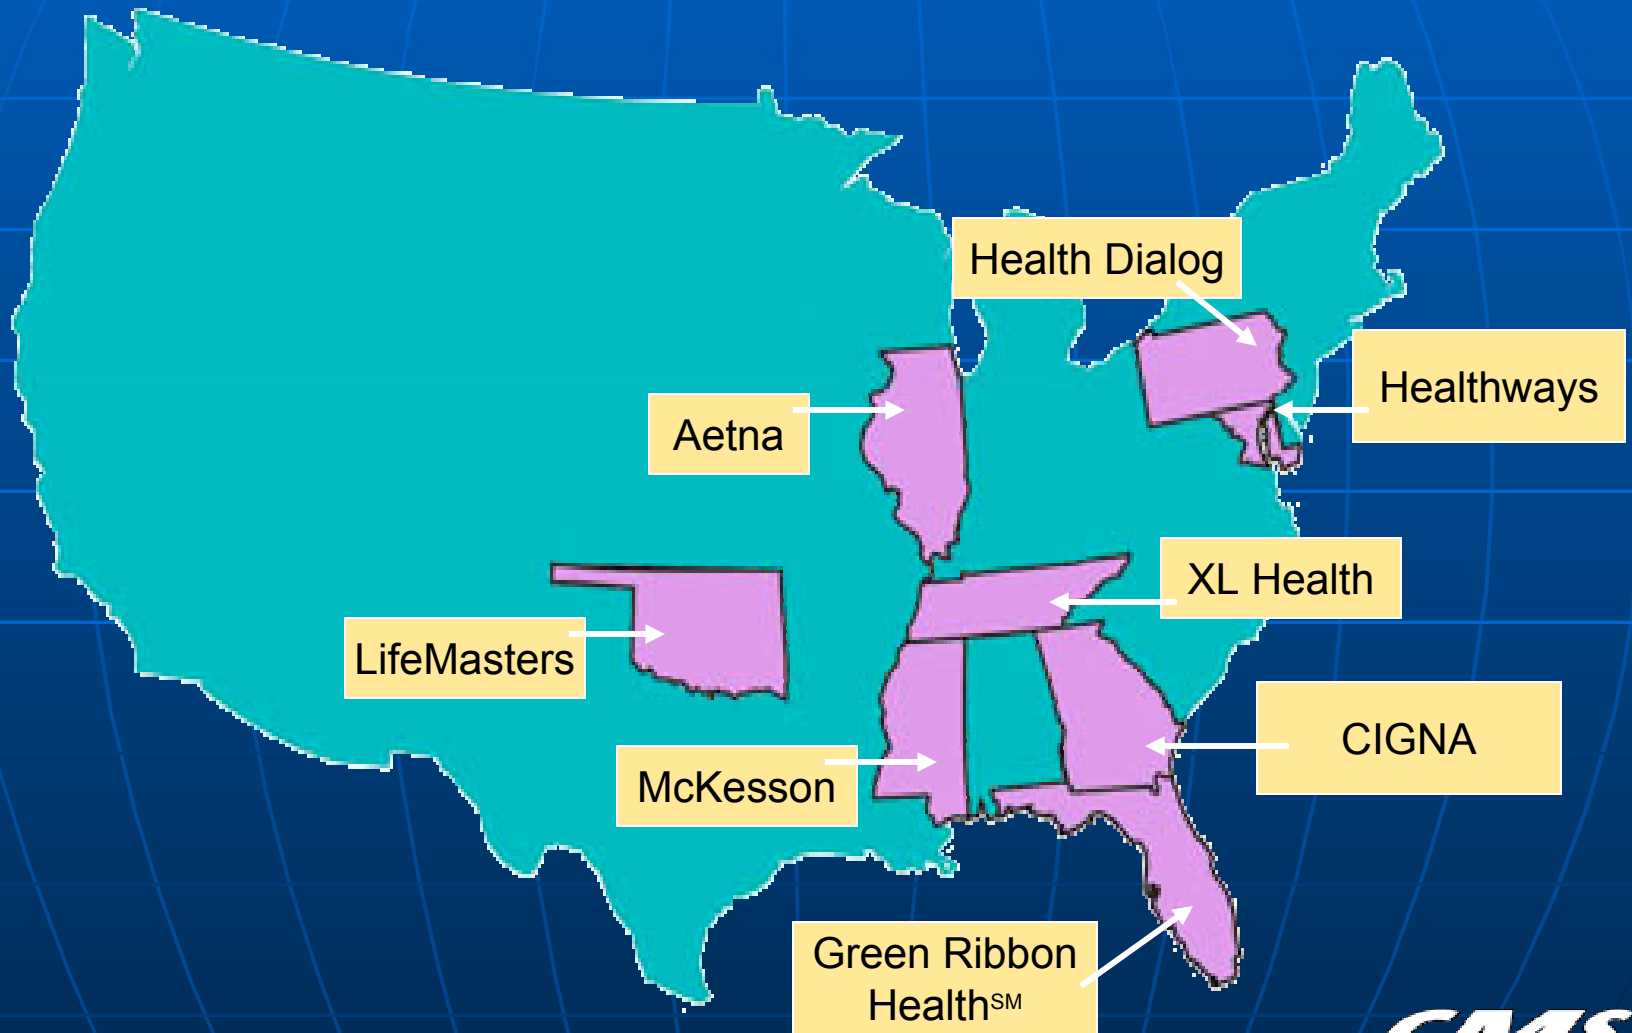 Health Dialog
Healthways
Aetna
XL Health
LifeMasters
CIGNA
McKesson
Green Ribbon
Health℠